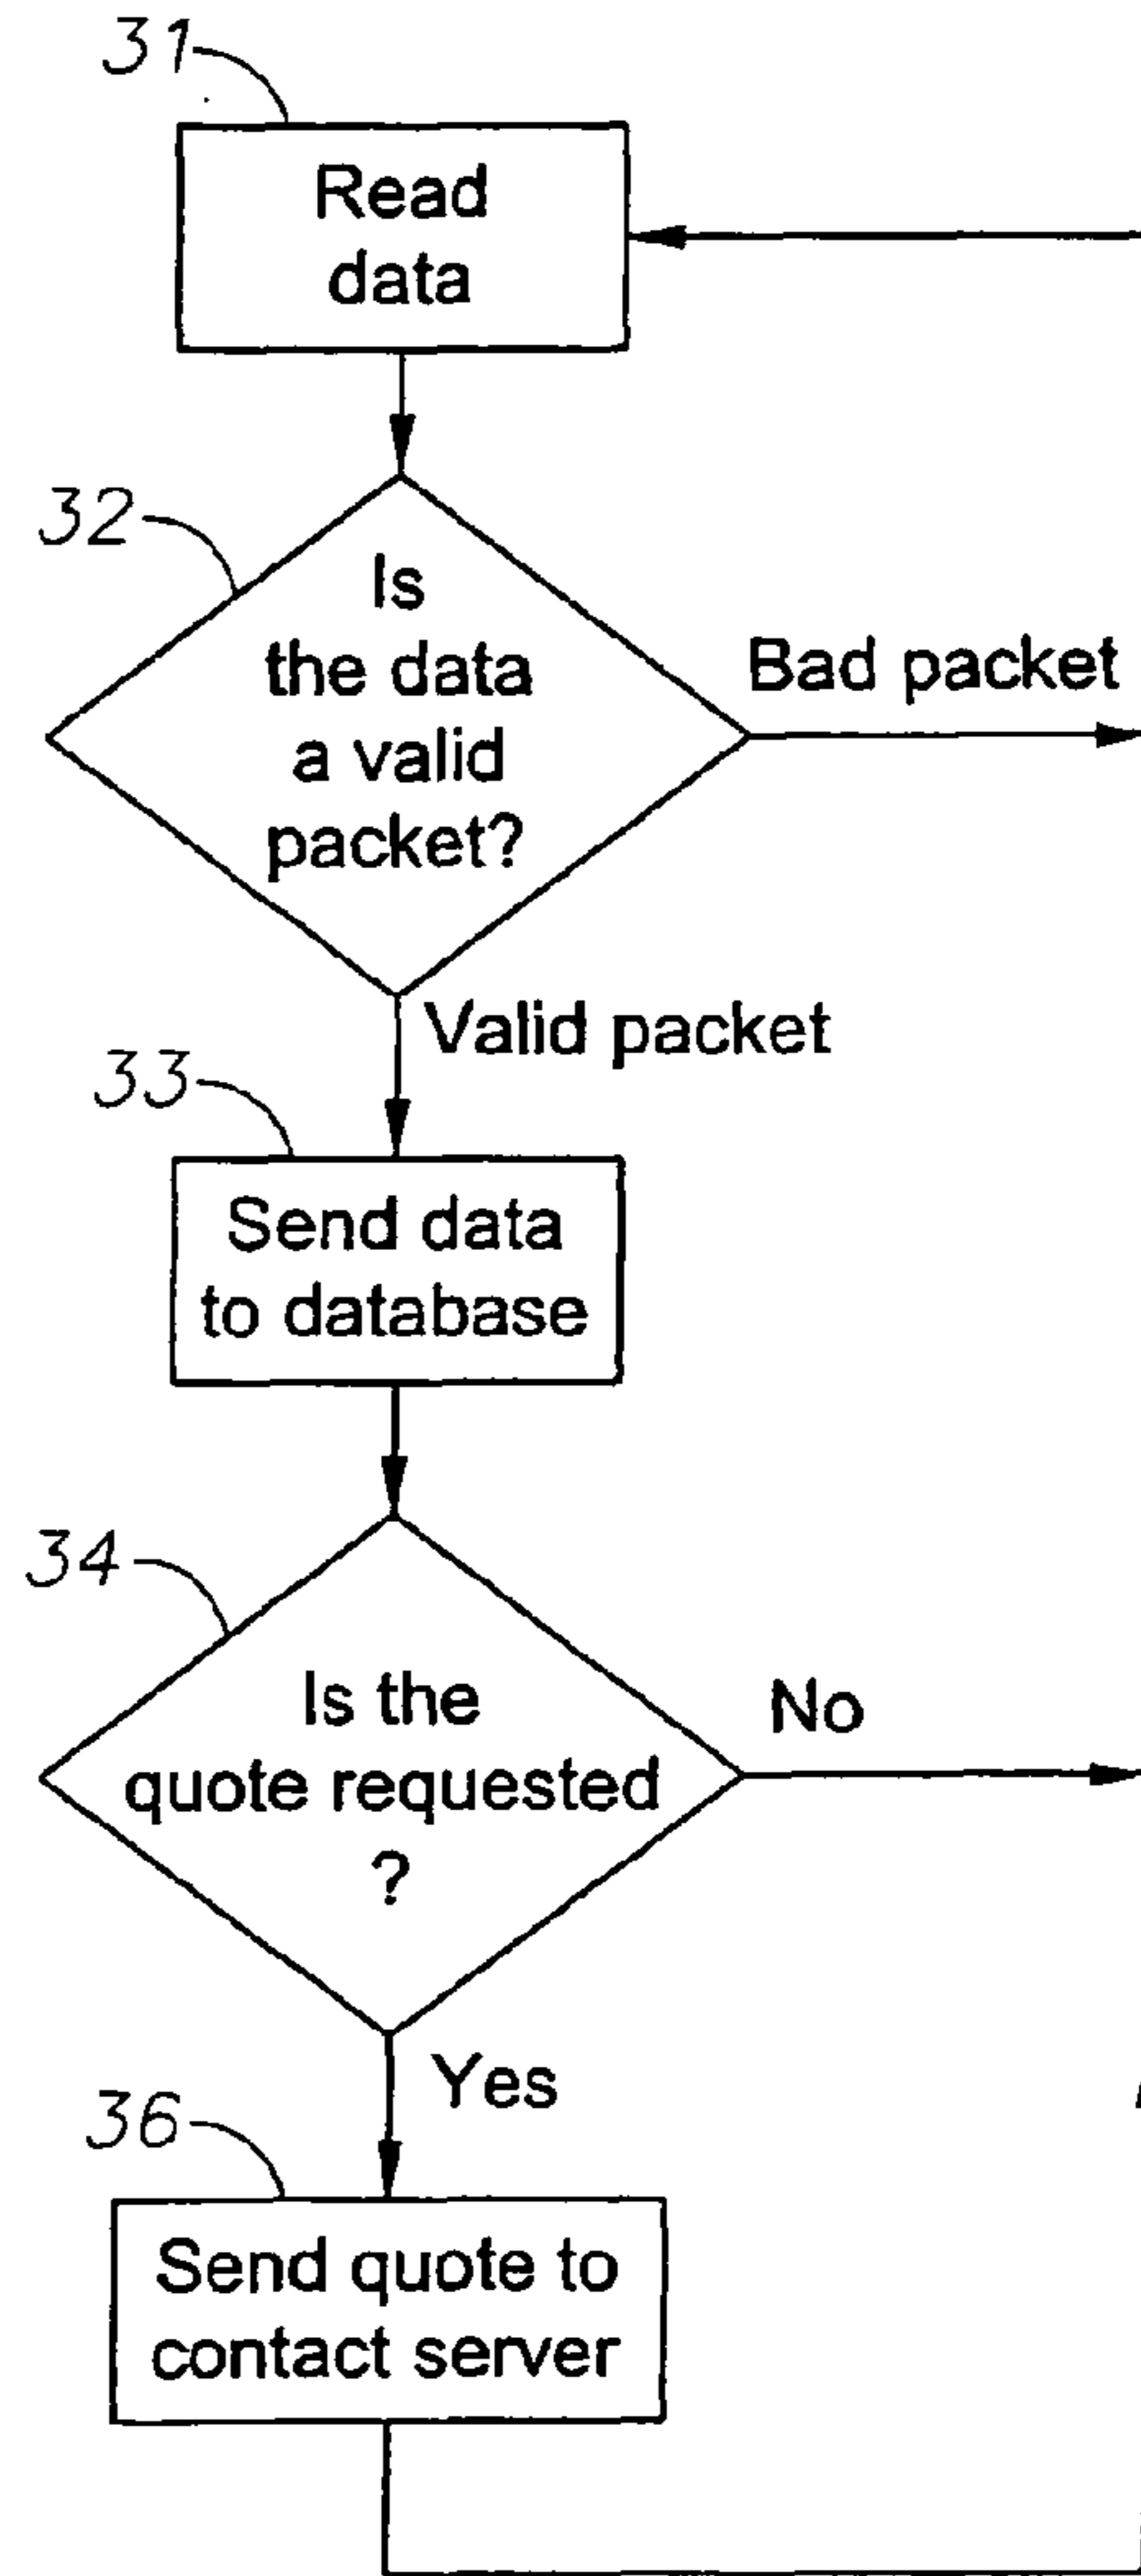 31
Read
data
32
Is
the data
a valid
packet?
Bad packet
Valid packet
33
Send data
to database
34
Is the
quote requested
?
No
Yes
36
Send quote to
contact server